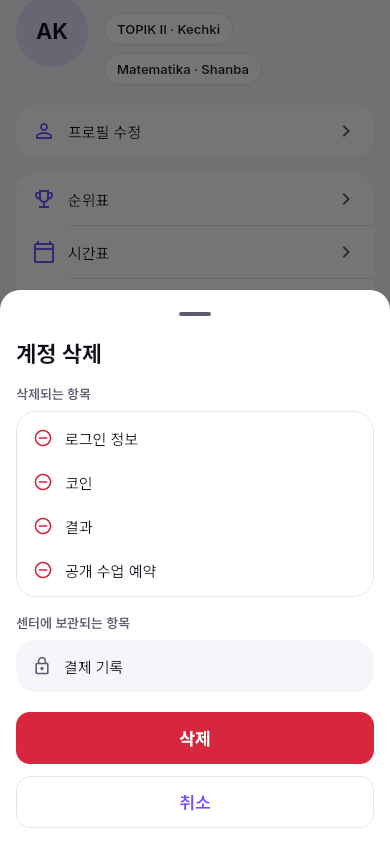 AK
TOPIK II · Kechki
Matematika · Shanba
프로필 수정
순위표
시간표
계정 삭제
삭제되는 항목
로그인 정보
코인
결과
공개 수업 예약
센터에 보관되는 항목
결제 기록
삭제
취소